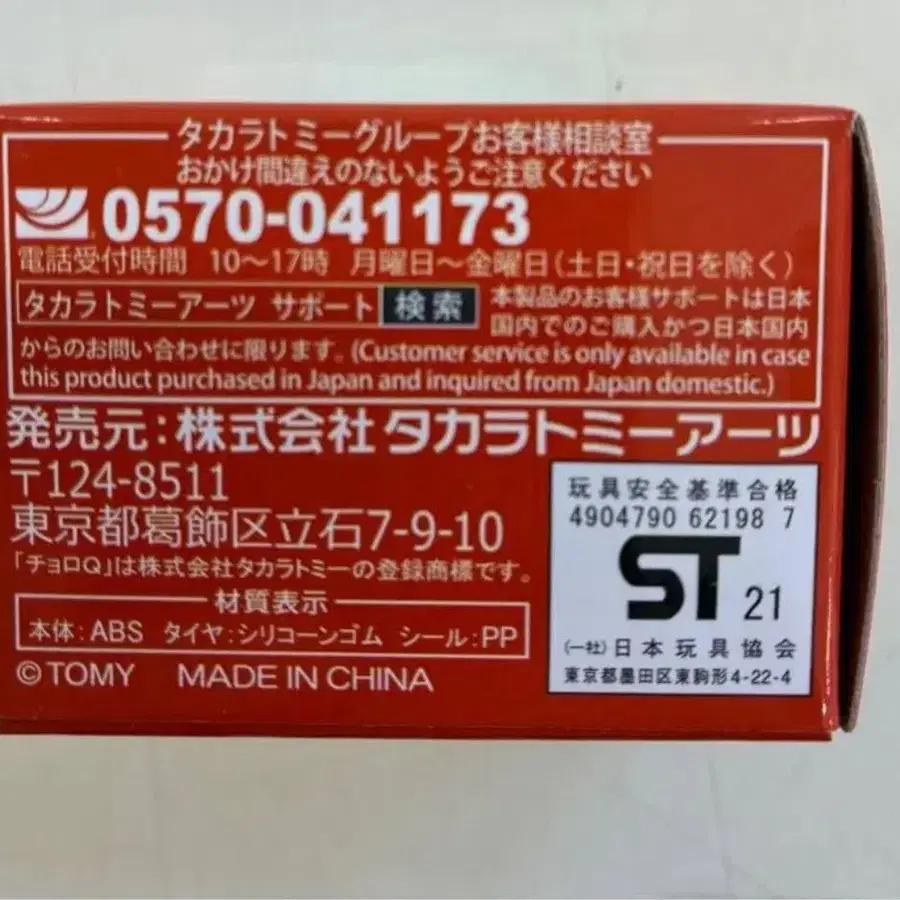 タカラトミーグループお客様相談室
おかけ間違えのないようご注意ください
0570-041173
電話受付時間 10～17時 月曜日～金曜日(土日・祝日を除く)
タカラトミーアーツ サポート 検索 本製品のお客様サポートは日本
国内でのご購入かつ日本国内
からのお問い合わせに限ります。(Customer service is only available in case
this product purchased in Japan and inquired from Japan domestic.)
発売元:株式会社タカラトミーアーツ
〒124-8511
東京都葛飾区立石7-9-10
「チョロQ」は株式会社タカラトミーの登録商標です。
材質表示
本体:ABS タイヤ:シリコーンゴム シール:PP
©TOMY MADE IN CHINA
玩具安全基準合格
4904790 62198 7
ST 21
(一社)日本玩具協会
東京都墨田区東駒形4-22-4